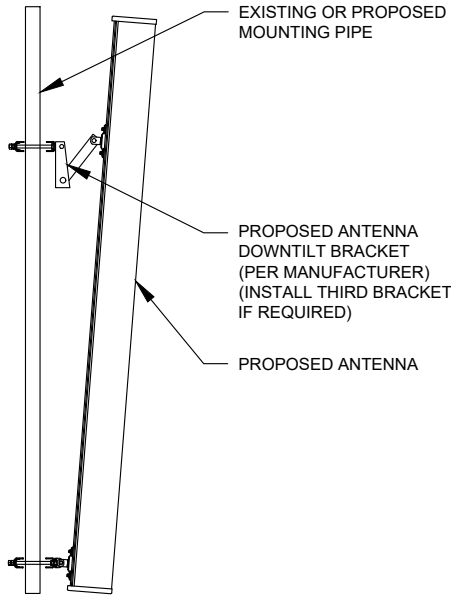 EXISTING OR PROPOSED
MOUNTING PIPE
PROPOSED ANTENNA
DOWNTILT BRACKET
(PER MANUFACTURER)
(INSTALL THIRD BRACKET
IF REQUIRED)
PROPOSED ANTENNA